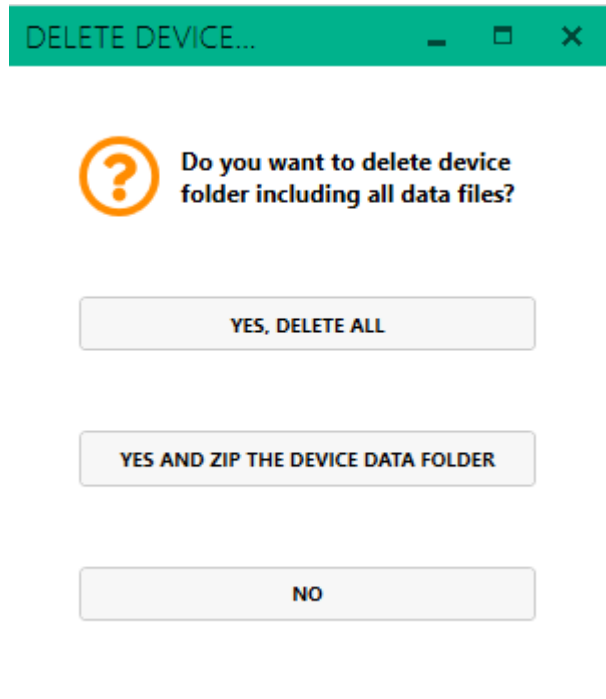 DELETE DEVICE...
Do you want to delete device
folder including all data files?
YES, DELETE ALL
YES AND ZIP THE DEVICE DATA FOLDER
NO